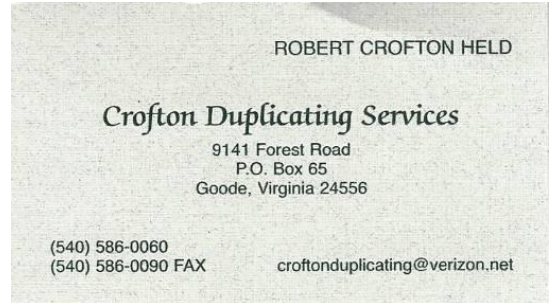 ROBERT CROFTON HELD
Crofton Duplicating Services
9141 Forest Road
P.O. Box 65
Goode, Virginia 24556
(540) 586-0060
(540) 586-0090 FAX
croftonduplicating@verizon.net